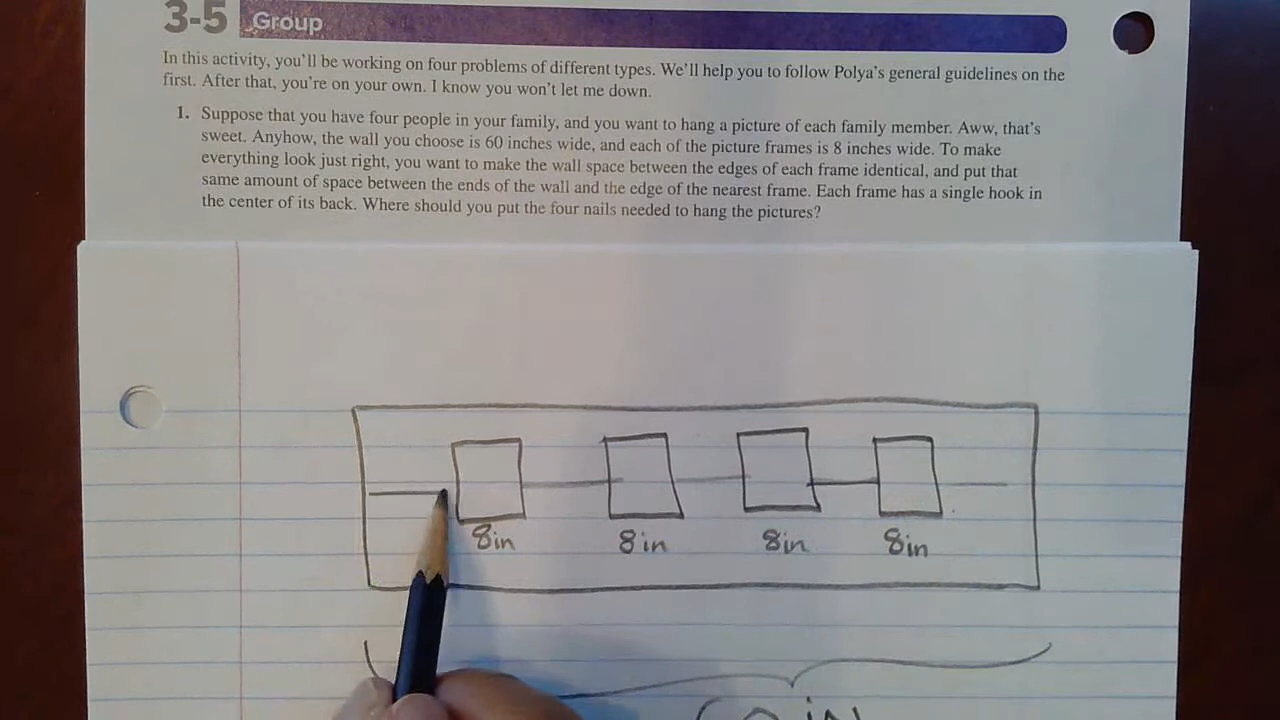 3-5 Group
In this activity, you'll be working on four problems of different types. We'll help you to follow Polya's general guidelines on the
first. After that, you're on your own. I know you won't let me down.
1. Suppose that you have four people in your family, and you want to hang a picture of each family member. Aww, that's
sweet. Anyhow, the wall you choose is 60 inches wide, and each of the picture frames is 8 inches wide. To make
everything look just right, you want to make the wall space between the edges of each frame identical, and put that
same amount of space between the ends of the wall and the edge of the nearest frame. Each frame has a single hook in
the center of its back. Where should you put the four nails needed to hang the pictures?
8in 8in 8in 8in
60 in